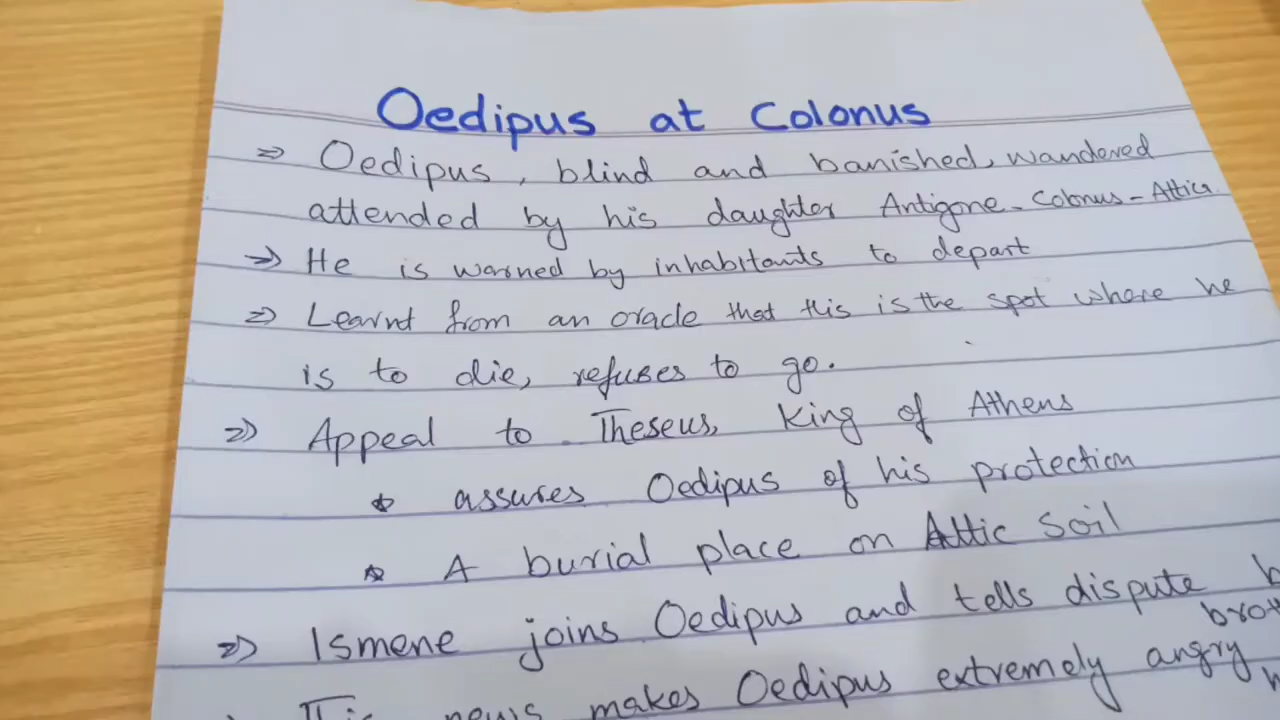 Oedipus at Colonus
⇒ Oedipus, blind and banished, wandered
attended by his daughter Antigone - Colonus - Attica.
⇒ He is warned by inhabitants to depart
⇒ Learnt from an oracle that this is the spot where he
is to die, refuses to go.
⇒ Appeal to Theseus, King of Athens
* assures Oedipus of his protection
* A burial place on Attic Soil
⇒ Ismene joins Oedipus and tells dispute
news makes Oedipus extremely angry